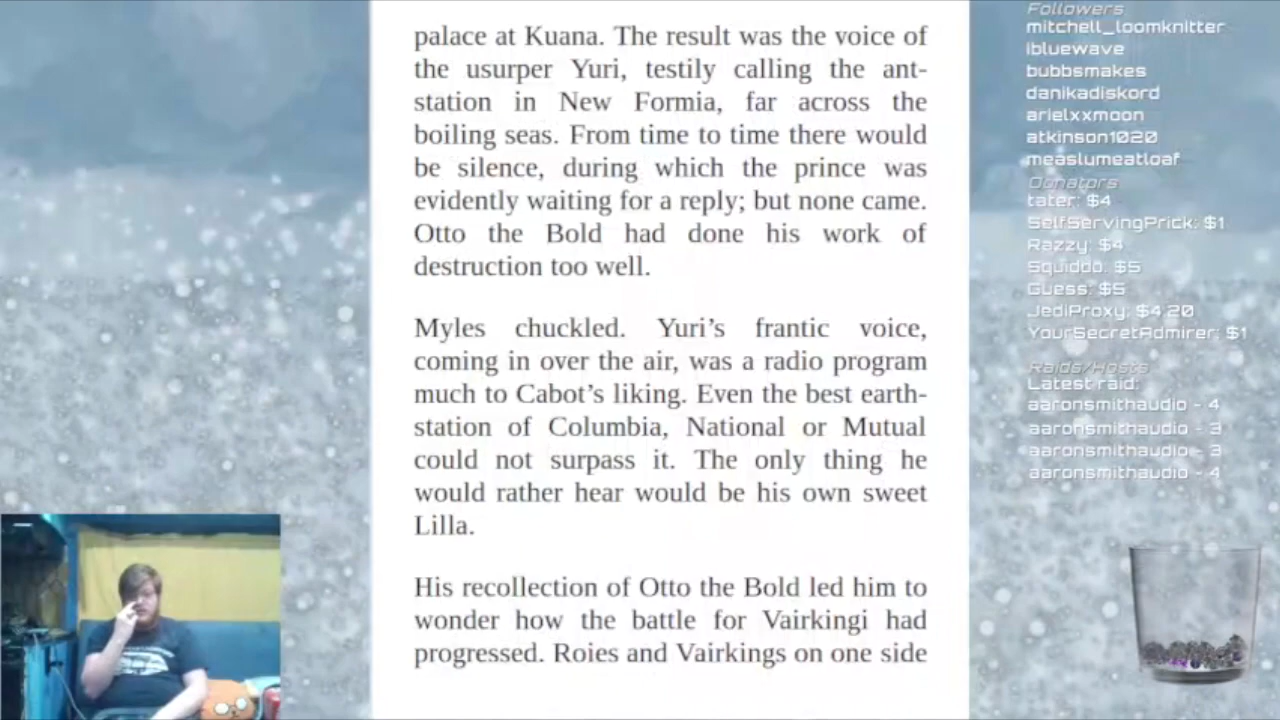 palace at Kuana. The result was the voice of
the usurper Yuri, testily calling the ant-
station in New Formia, far across the
boiling seas. From time to time there would
be silence, during which the prince was
evidently waiting for a reply; but none came.
Otto the Bold had done his work of
destruction too well.
Myles chuckled. Yuri’s frantic voice,
coming in over the air, was a radio program
much to Cabot’s liking. Even the best earth-
station of Columbia, National or Mutual
could not surpass it. The only thing he
would rather hear would be his own sweet
Lilla.
His recollection of Otto the Bold led him to
wonder how the battle for Vairkingi had
progressed. Roies and Vairkings on one side
Followers
mitchell_loomknitter
ibluewave
bubbsmakes
danikadiskord
arielxxmoon
atkinson1020
measlumeatloaf
Donators
tater: $4
SelfServingPrick: $1
Razzy: $4
Squiddo: $5
Guess: $5
JediProxy: $4.20
YourSecretAdmirer: $1
Raids/Hosts
Latest raid:
aaronsmithaudio - 4
aaronsmithaudio - 3
aaronsmithaudio - 3
aaronsmithaudio - 4